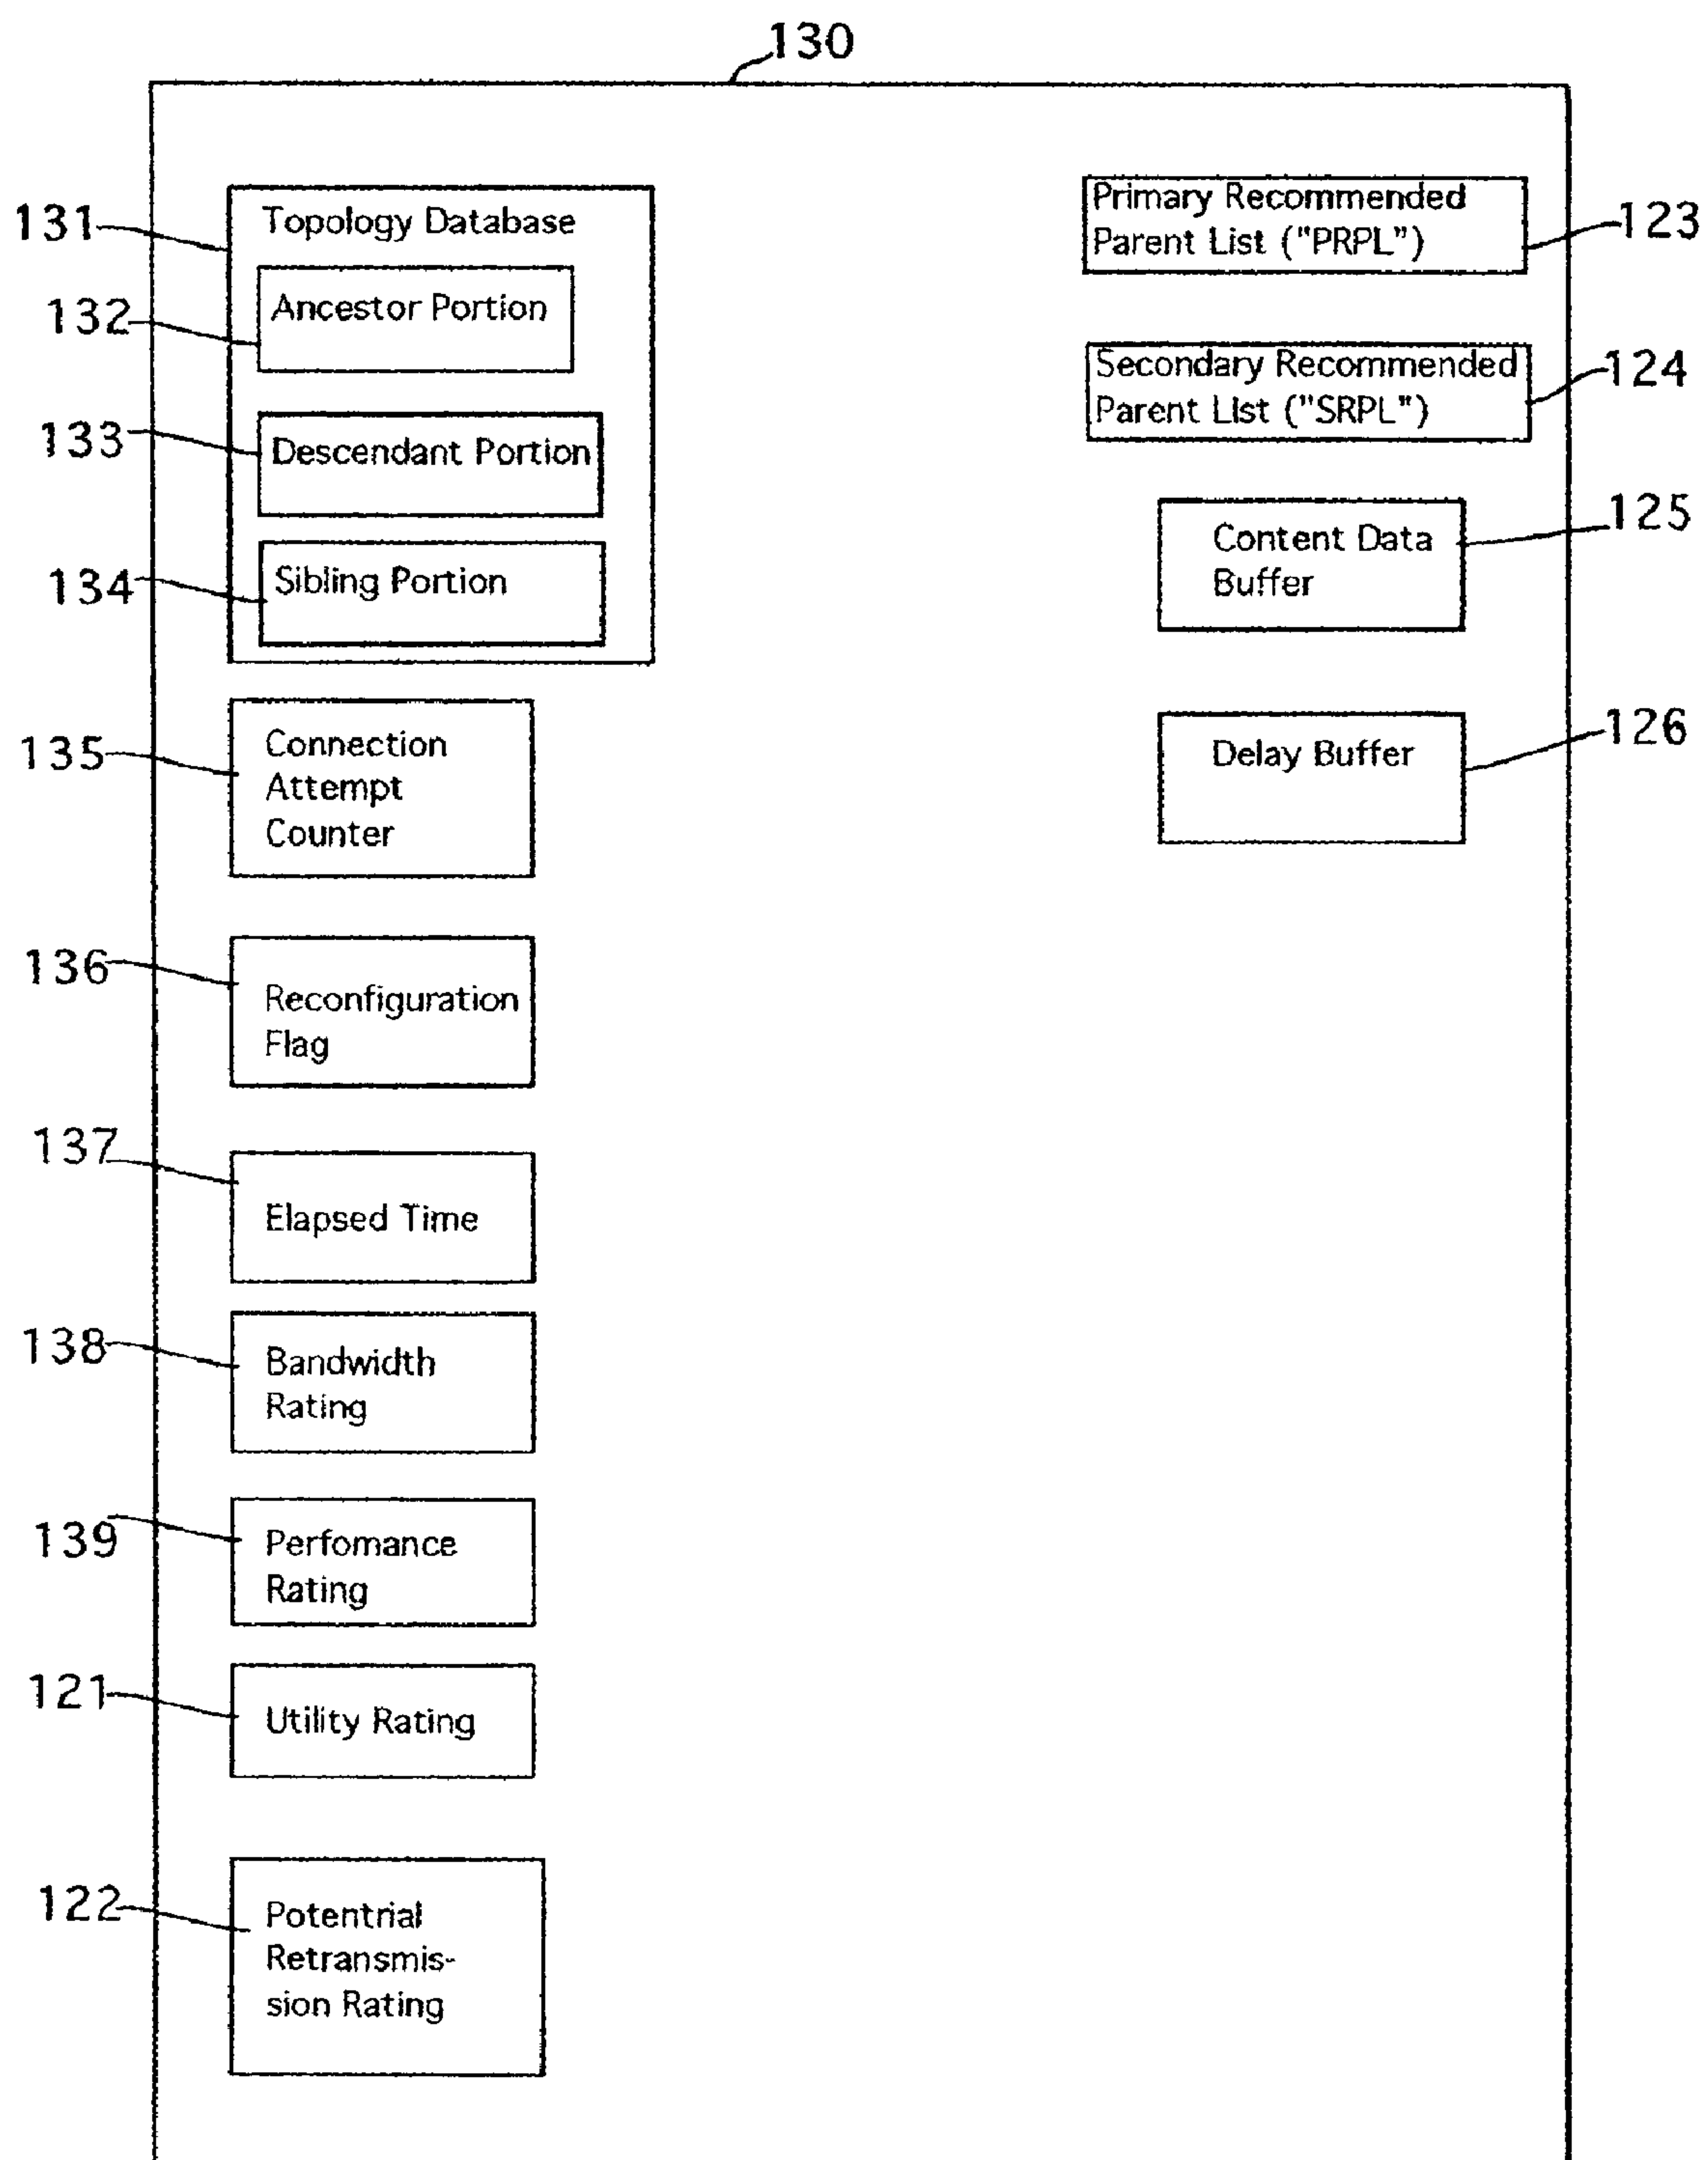 130
131
Topology Database
132
Ancestor Portion
133
Descendant Portion
134
Sibling Portion
135
Connection
Attempt
Counter
136
Reconfiguration
Flag
137
Elapsed Time
138
Bandwidth
Rating
139
Perfomance
Rating
121
Utility Rating
122
Potentrial
Retransmis-
sion Rating
Primary Recommended
Parent List ("PRPL")
123
Secondary Recommended
Parent List ("SRPL")
124
Content Data
Buffer
125
Delay Buffer
126